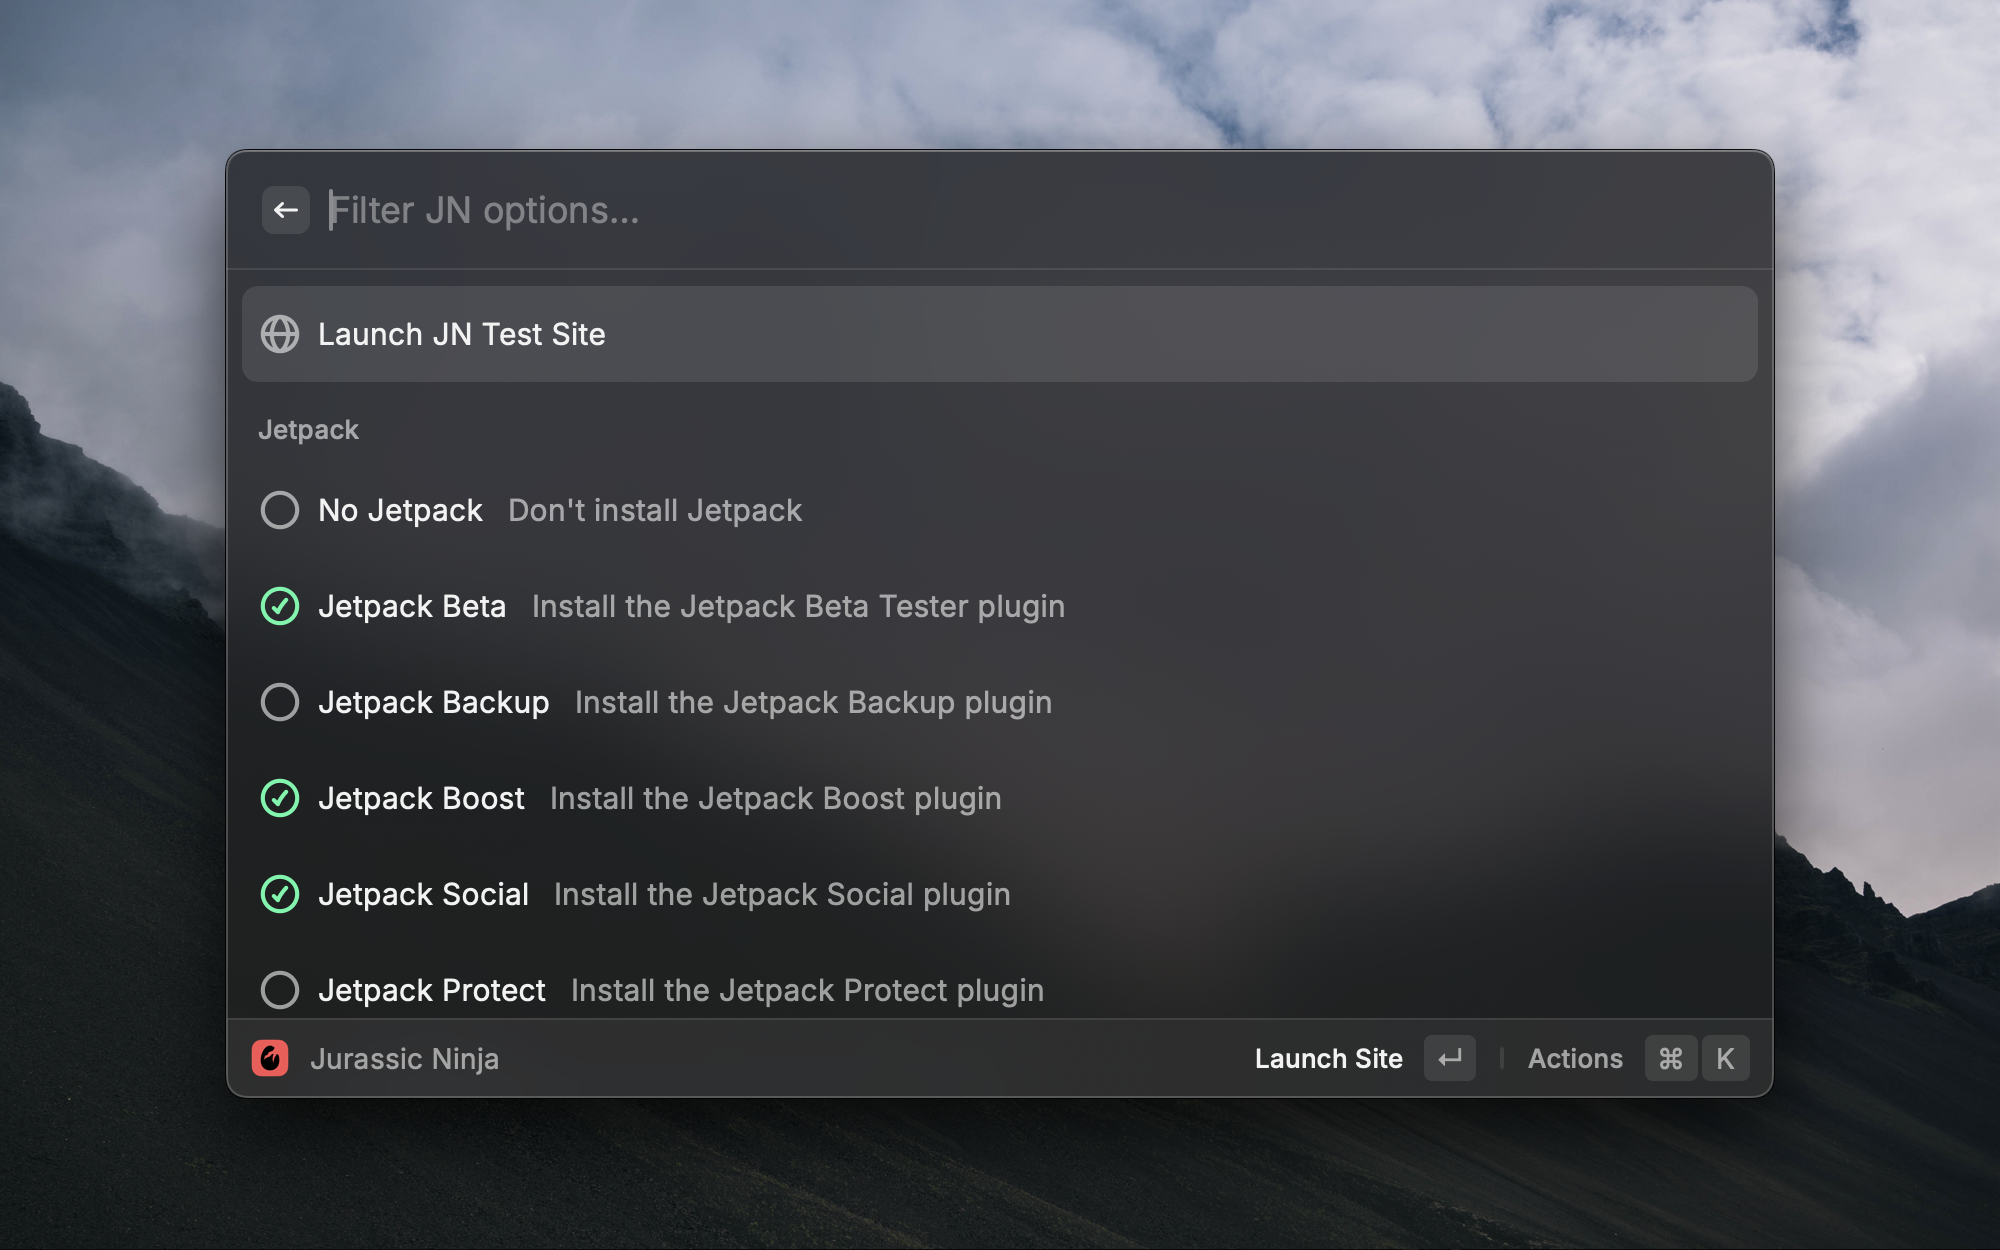 Filter JN options...
Launch JN Test Site
Jetpack
No Jetpack Don't install Jetpack
Jetpack Beta Install the Jetpack Beta Tester plugin
Jetpack Backup Install the Jetpack Backup plugin
Jetpack Boost Install the Jetpack Boost plugin
Jetpack Social Install the Jetpack Social plugin
Jetpack Protect Install the Jetpack Protect plugin
Jurassic Ninja Launch Site ↵ | Actions ⌘ K